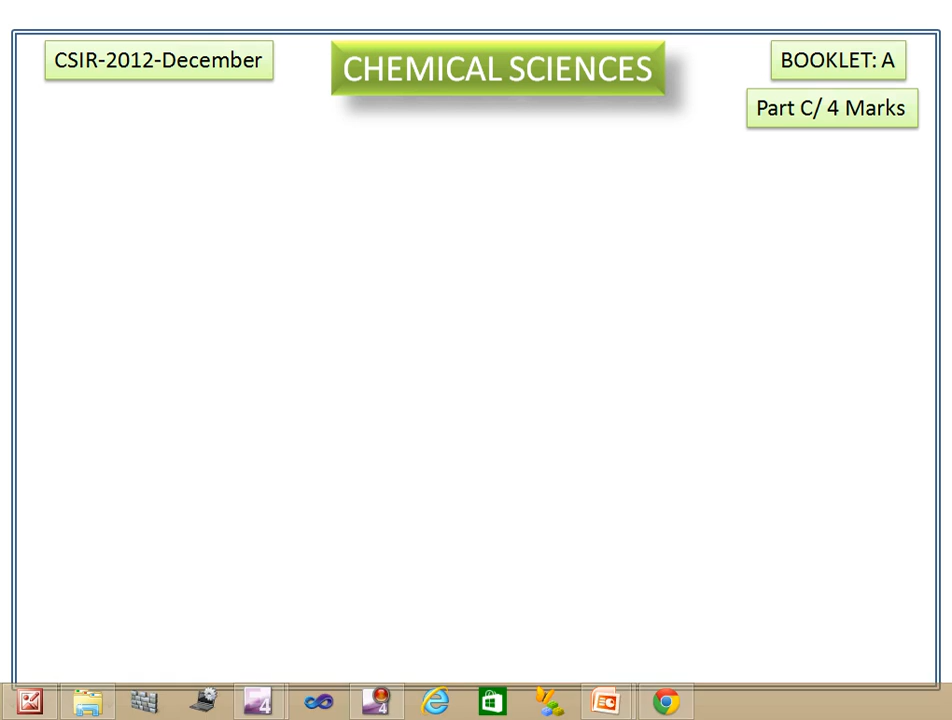 CSIR-2012-December
CHEMICAL SCIENCES
BOOKLET: A
Part C/ 4 Marks